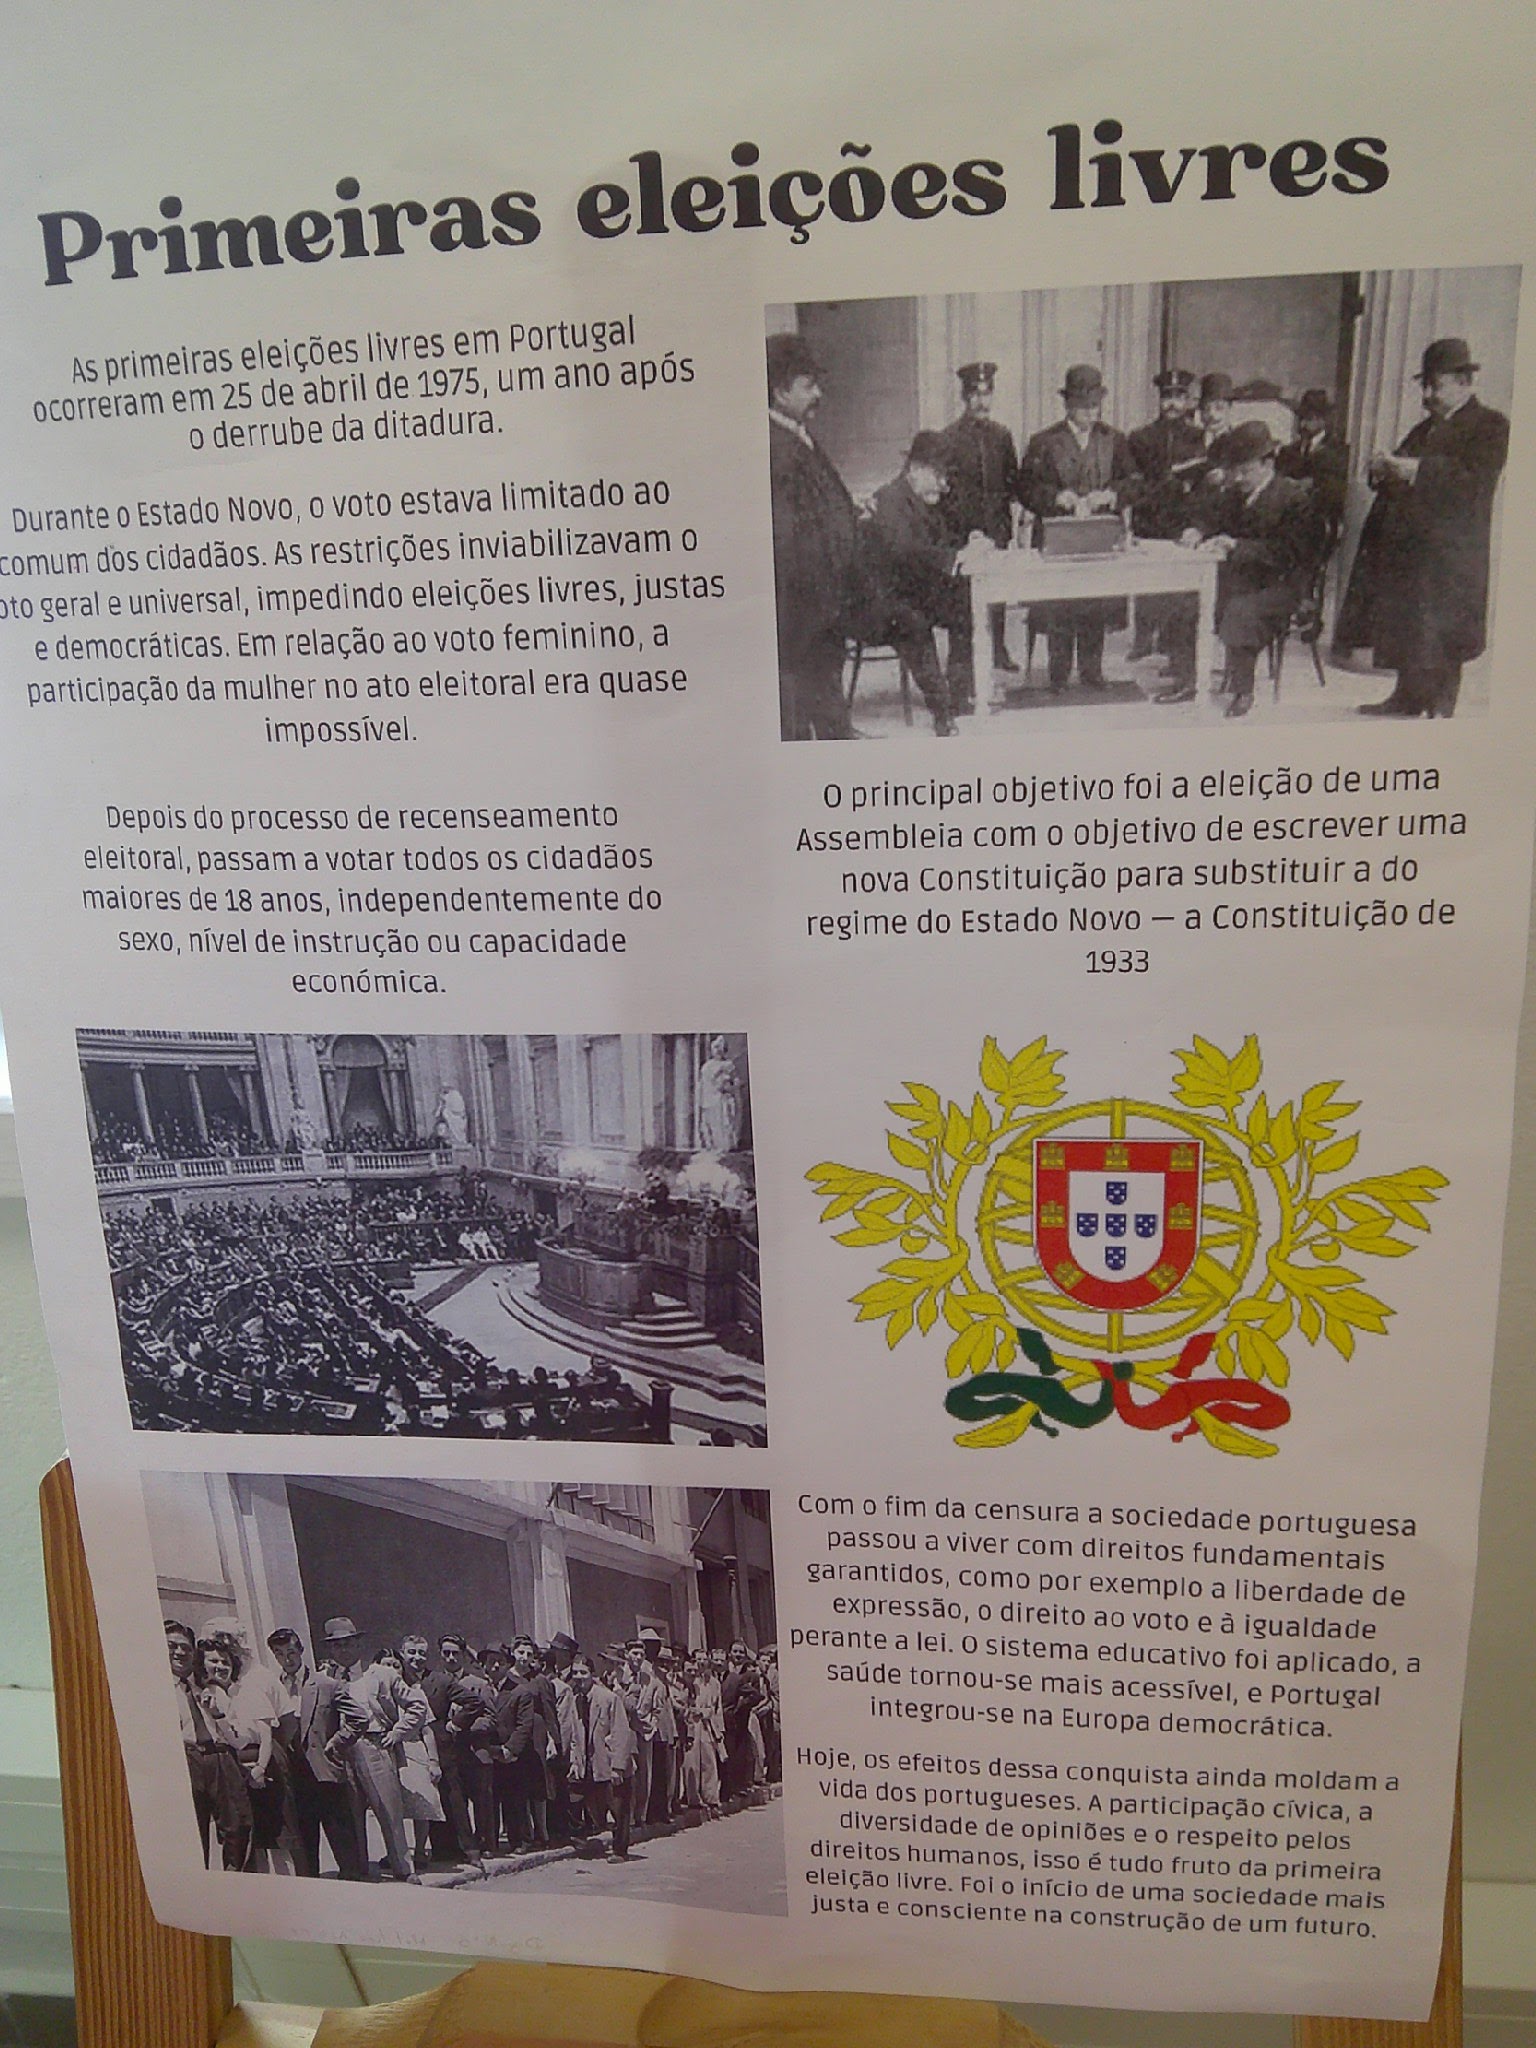 Primeiras eleições livres
As primeiras eleições livres em Portugal
ocorreram em 25 de abril de 1975, um ano após
o derrube da ditadura.
Durante o Estado Novo, o voto estava limitado ao
comum dos cidadãos. As restrições inviabilizavam o
oto geral e universal, impedindo eleições livres, justas
e democráticas. Em relação ao voto feminino, a
participação da mulher no ato eleitoral era quase
impossível.
Depois do processo de recenseamento
eleitoral, passam a votar todos os cidadãos
maiores de 18 anos, independentemente do
sexo, nível de instrução ou capacidade
económica.
O principal objetivo foi a eleição de uma
Assembleia com o objetivo de escrever uma
nova Constituição para substituir a do
regime do Estado Novo — a Constituição de
1933
Com o fim da censura a sociedade portuguesa
passou a viver com direitos fundamentais
garantidos, como por exemplo a liberdade de
expressão, o direito ao voto e à igualdade
perante a lei. O sistema educativo foi aplicado, a
saúde tornou-se mais acessível, e Portugal
integrou-se na Europa democrática.
Hoje, os efeitos dessa conquista ainda moldam a
vida dos portugueses. A participação cívica, a
diversidade de opiniões e o respeito pelos
direitos humanos, isso é tudo fruto da primeira
eleição livre. Foi o início de uma sociedade mais
justa e consciente na construção de um futuro.